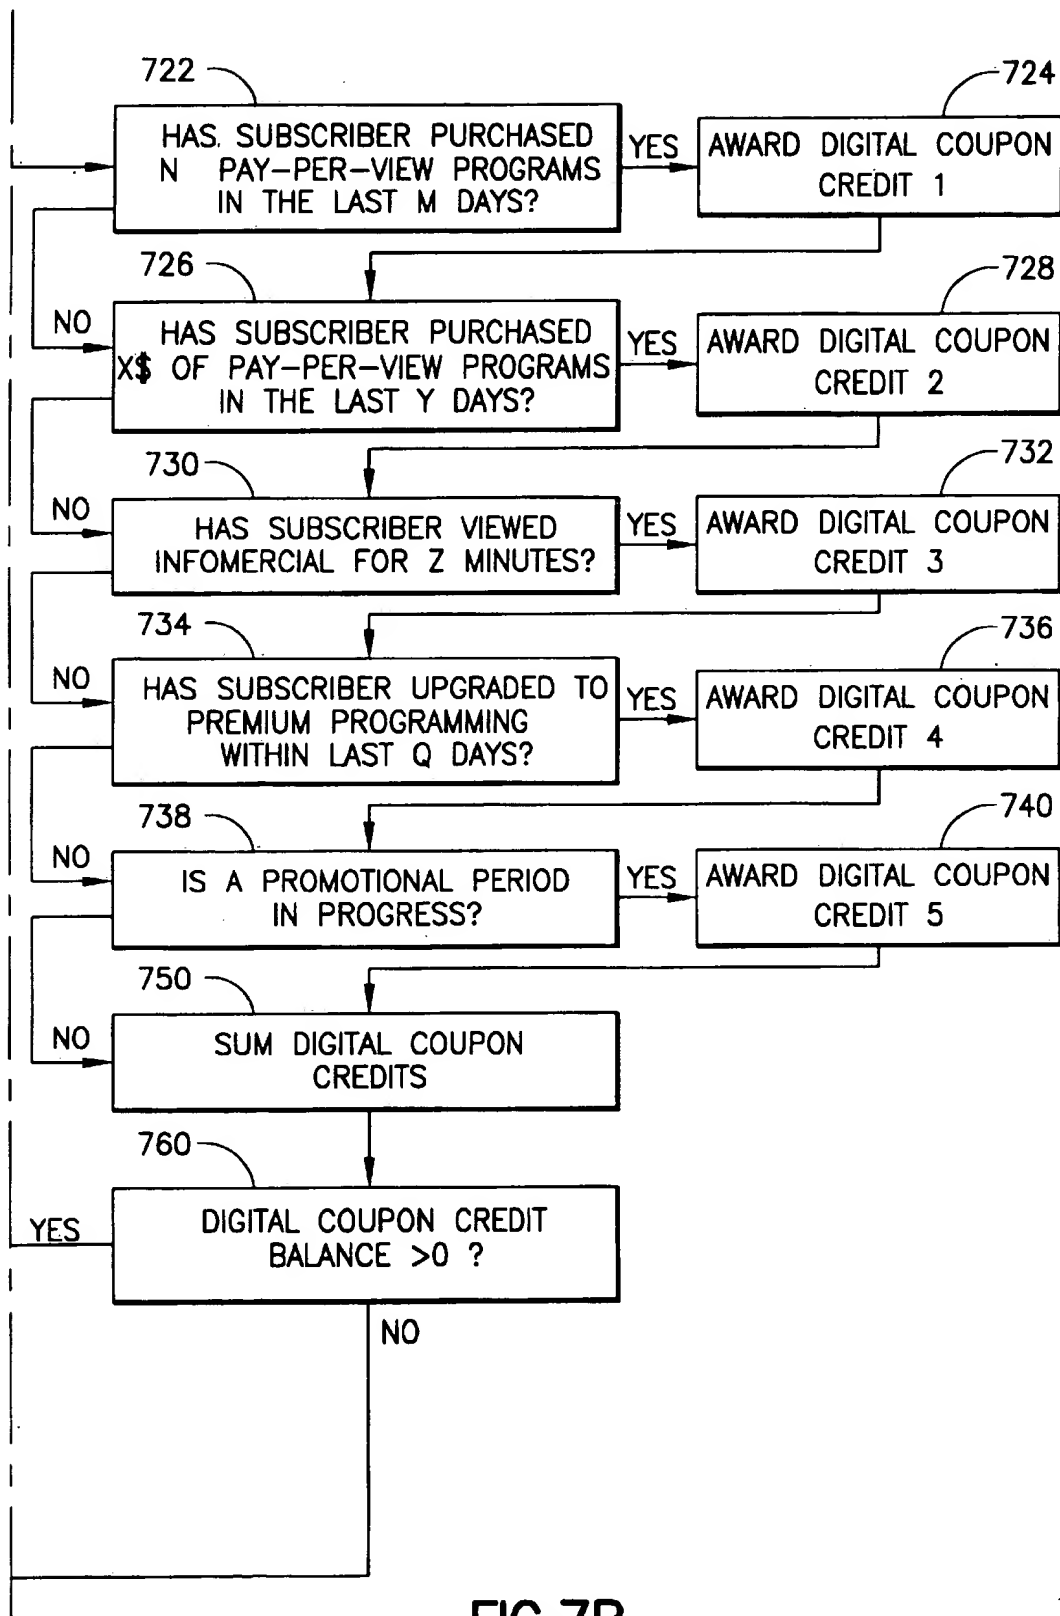 722
724
HAS. SUBSCRIBER PURCHASED
N PAY-PER-VIEW PROGRAMS
IN THE LAST M DAYS?
YES
AWARD DIGITAL COUPON
CREDIT 1
726
728
NO
HAS SUBSCRIBER PURCHASED
X$ OF PAY-PER-VIEW PROGRAMS
IN THE LAST Y DAYS?
YES
AWARD DIGITAL COUPON
CREDIT 2
730
732
NO
HAS SUBSCRIBER VIEWED
INFOMERCIAL FOR Z MINUTES?
YES
AWARD DIGITAL COUPON
CREDIT 3
734
736
NO
HAS SUBSCRIBER UPGRADED TO
PREMIUM PROGRAMMING
WITHIN LAST Q DAYS?
YES
AWARD DIGITAL COUPON
CREDIT 4
738
740
NO
IS A PROMOTIONAL PERIOD
IN PROGRESS?
YES
AWARD DIGITAL COUPON
CREDIT 5
750
NO
SUM DIGITAL COUPON
CREDITS
760
YES
DIGITAL COUPON CREDIT
BALANCE >0 ?
NO
FIG.7B